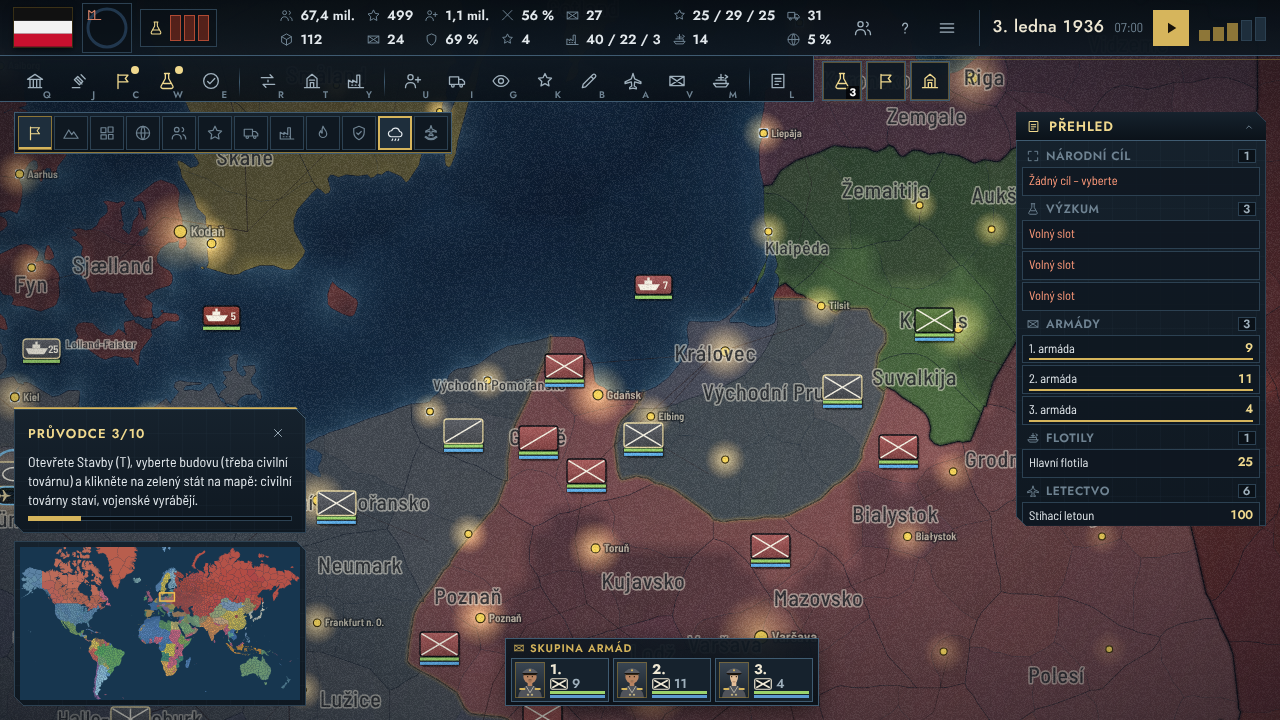 67,4 mil.
499
1,1 mil.
56 %
27
25 / 29 / 25
31
112
24
69 %
4
40 / 22 / 3
14
5 %
?
3. ledna 1936
07:00
Q
J
C
W
E
R
T
Y
U
I
G
K
B
A
V
M
L
3
Riga
Zemgale
Skåne
Liepāja
Aarhus
Žemaitija
Kodaň
Klaipėda
Sjælland
Fyn
7
Tilsit
5
Lolland-Falster
25
Královec
Východní Pomořansko
Gdaňsk
Východní Pru
Suvalkija
Kiel
Elbing
Grodn
Bialystok
Białystok
Toruň
Neumark
Kujavsko
Poznaň
Mazovsko
Poznaň
Frankfurt n. O.
Varšava
Lužice
Polesí
PŘEHLED
NÁRODNÍ CÍL
1
Žádný cíl – vyberte
VÝZKUM
3
Volný slot
Volný slot
Volný slot
ARMÁDY
3
1. armáda
9
2. armáda
11
3. armáda
4
FLOTILY
1
Hlavní flotila
25
LETECTVO
6
Stíhací letoun
100
PRŮVODCE 3/10
Otevřete Stavby (T), vyberte budovu (třeba civilní
továrnu) a klikněte na zelený stát na mapě: civilní
továrny staví, vojenské vyrábějí.
SKUPINA ARMÁD
1.
9
2.
11
3.
4